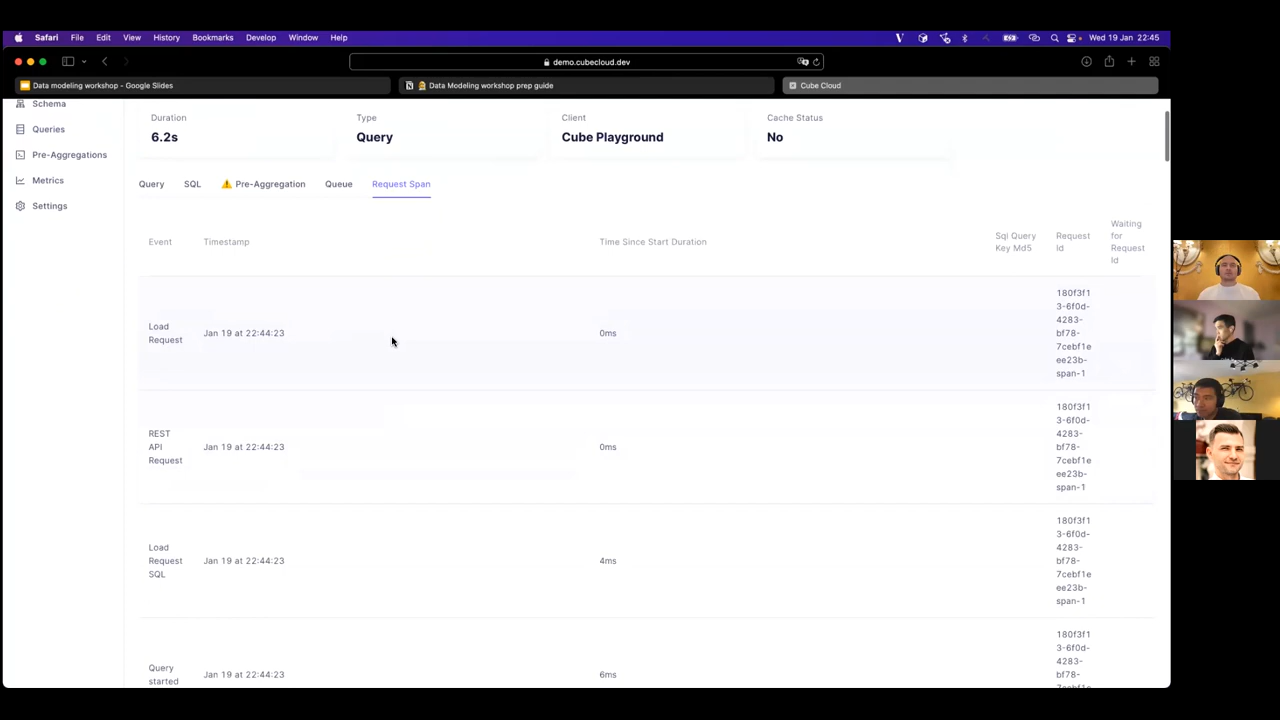 Safari File Edit View History Bookmarks Develop Window Help Wed 19 Jan 22:45
demo.cubecloud.dev
Data modeling workshop - Google Slides Data Modeling workshop prep guide Cube Cloud
Schema
Queries
Pre-Aggregations
Metrics
Settings
Duration Type Client Cache Status
6.2s Query Cube Playground No
Query SQL Pre-Aggregation Queue Request Span
Event Timestamp Time Since Start Duration
Sql Query
Key Md5
Request
Id
Waiting
for
Request
Id
Load
Request
Jan 19 at 22:44:23
0ms
180f3f1
3-6f0d-
4283-
bf78-
7cebf1e
ee23b-
span-1
REST
API
Request
Jan 19 at 22:44:23
0ms
180f3f1
3-6f0d-
4283-
bf78-
7cebf1e
ee23b-
span-1
Load
Request
SQL
Jan 19 at 22:44:23
4ms
180f3f1
3-6f0d-
4283-
bf78-
7cebf1e
ee23b-
span-1
Query
started
Jan 19 at 22:44:23
6ms
180f3f1
3-6f0d-
4283-
bf78-